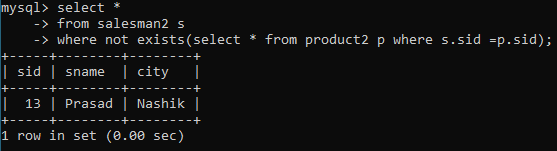 mysql> select *
    -> from salesman2 s
    -> where not exists(select * from product2 p where s.sid =p.sid);
+-----+--------+--------+
| sid | sname  | city   |
+-----+--------+--------+
|  13 | Prasad | Nashik |
+-----+--------+--------+
1 row in set (0.00 sec)